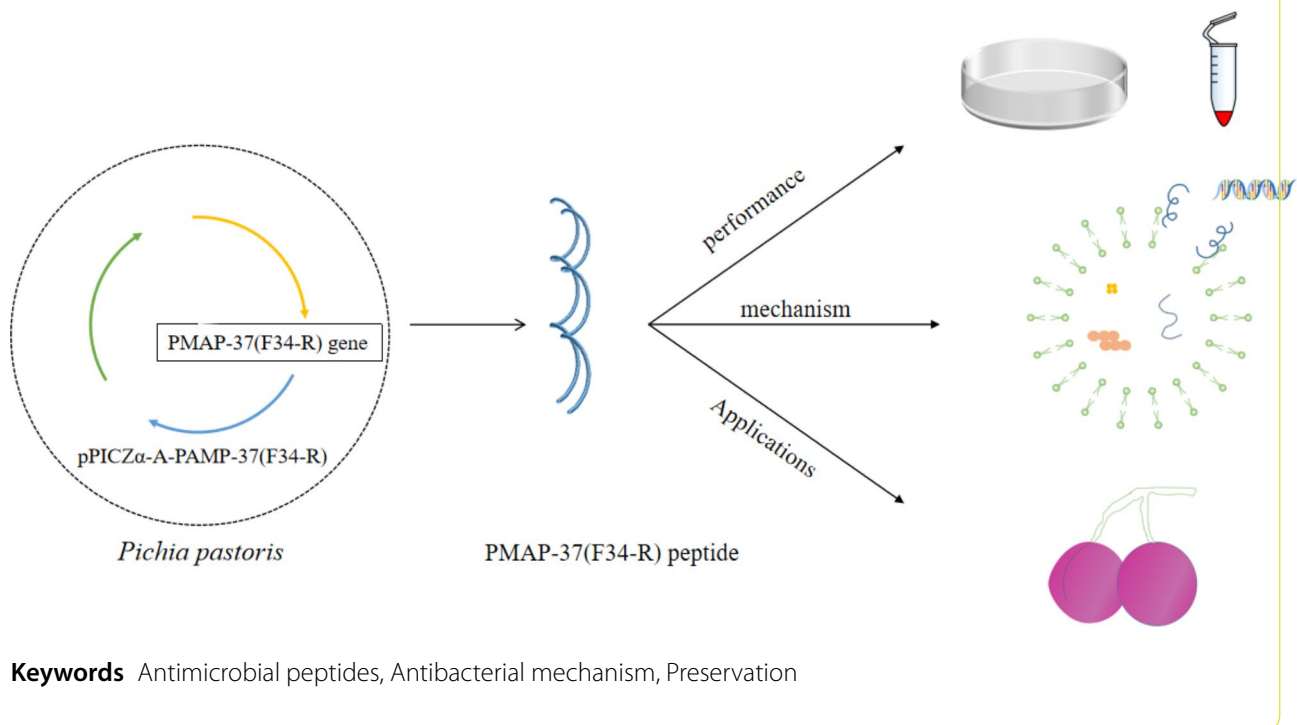 performance
mechanism
PMAP-37(F34-R) gene
Applications
pPICZα-A-PAMP-37(F34-R)
Pichia pastoris
PMAP-37(F34-R) peptide
Keywords Antimicrobial peptides, Antibacterial mechanism, Preservation